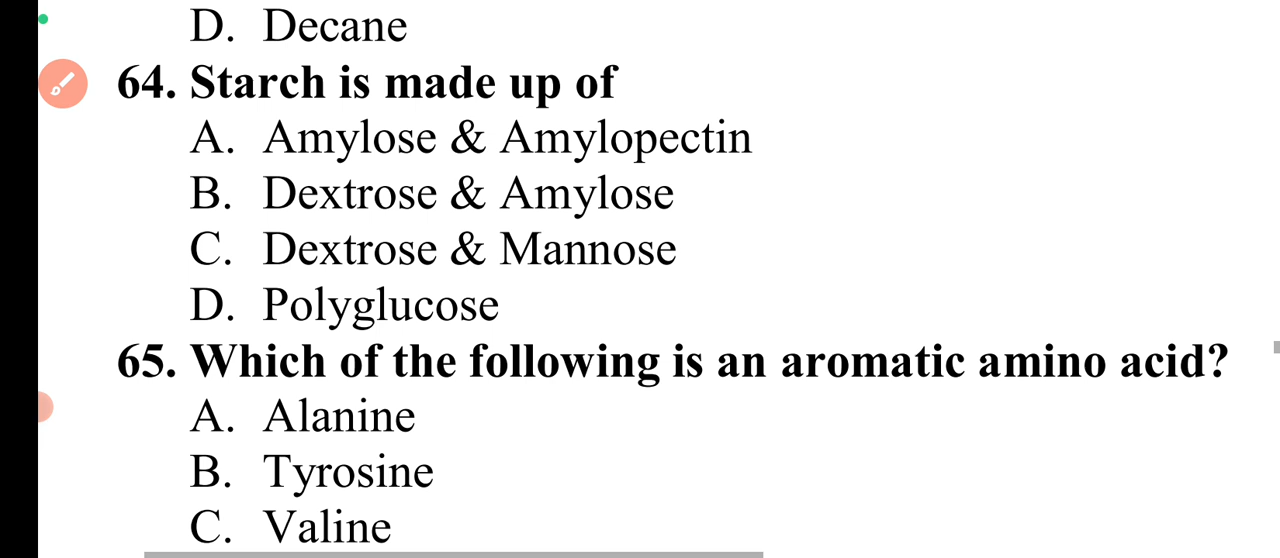 D. Decane
64. Starch is made up of
A. Amylose & Amylopectin
B. Dextrose & Amylose
C. Dextrose & Mannose
D. Polyglucose
65. Which of the following is an aromatic amino acid?
A. Alanine
B. Tyrosine
C. Valine